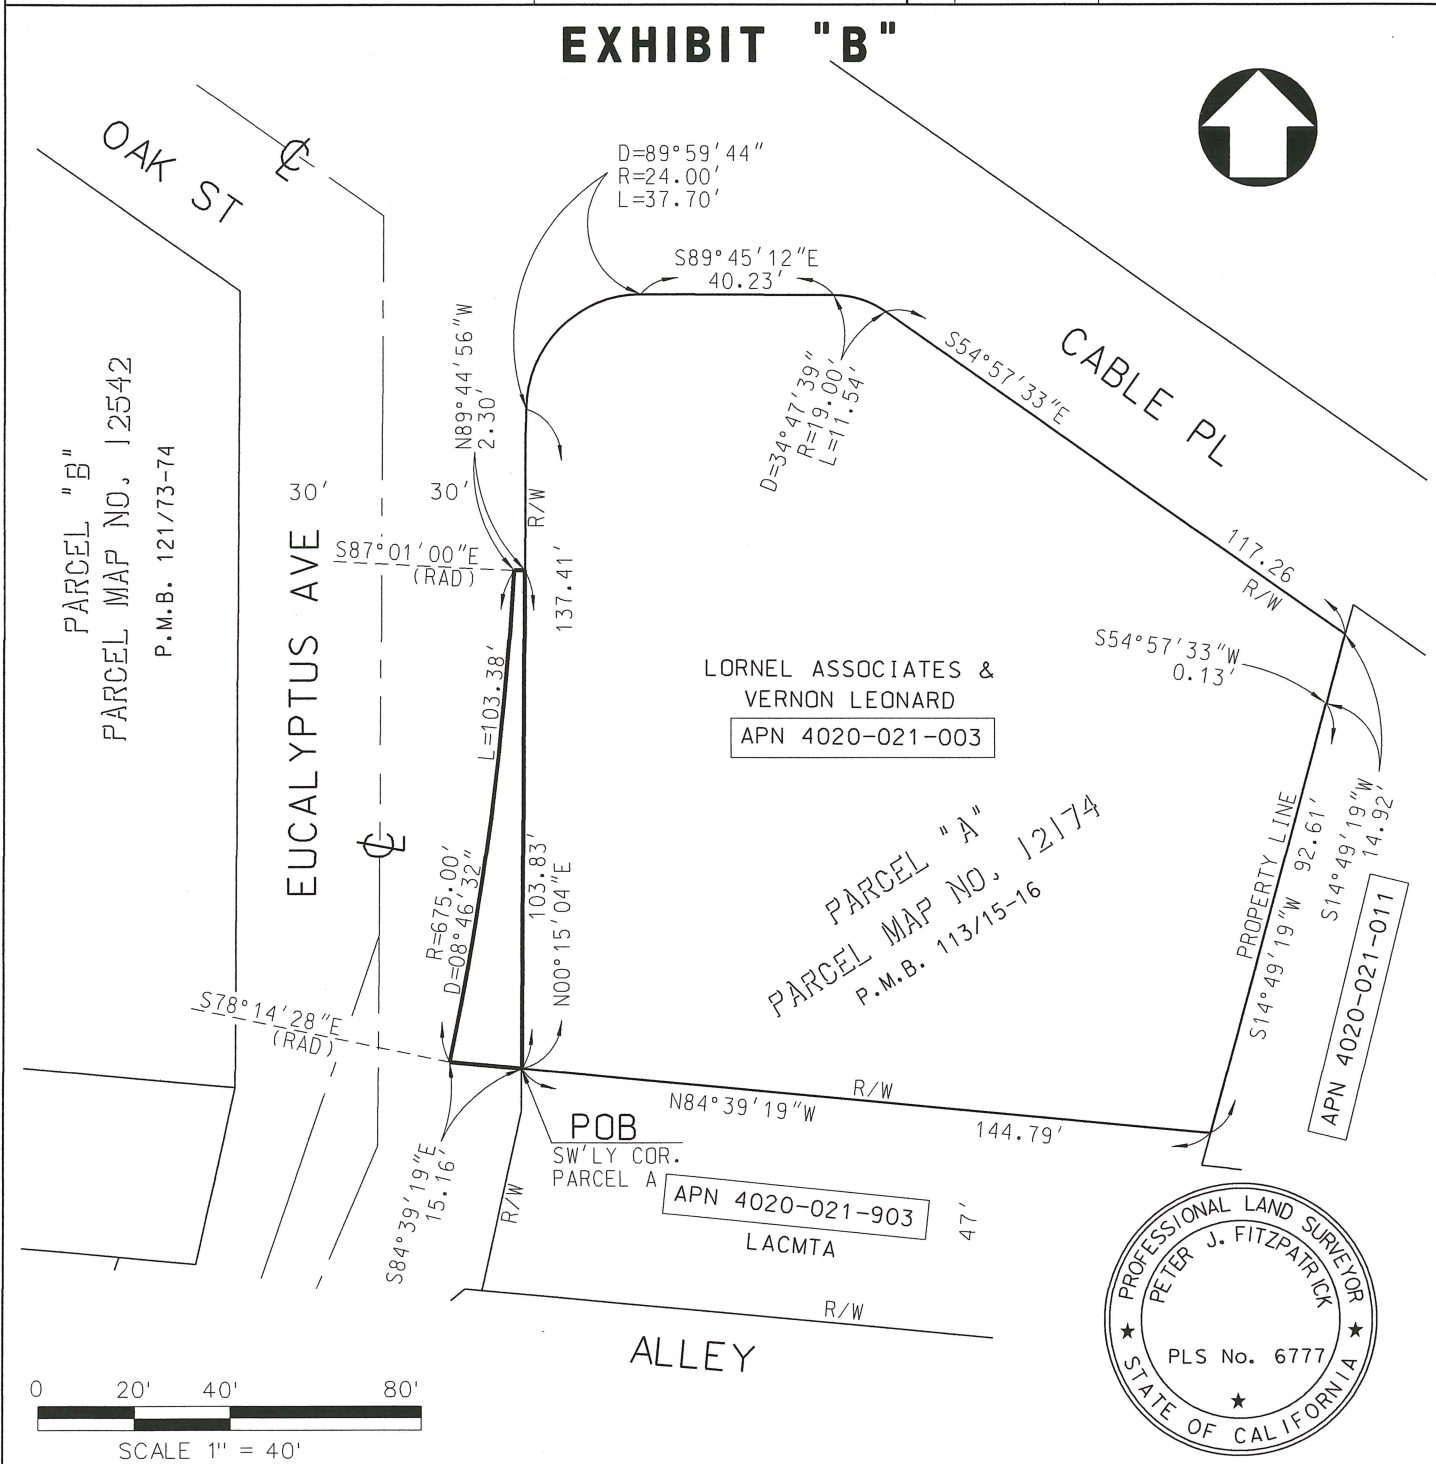 EXHIBIT "B"
OAK ST
℄
D=89°59'44"
R=24.00'
L=37.70'
S89°45'12"E
40.23'
N89°44'56"W
2.30'
D=34°47'39"
R=19.00'
L=11.54'
S54°57'33"E
117.26
R/W
CABLE PL
PARCEL "B"
PARCEL MAP NO. 12542
P.M.B. 121/73-74
30'
30'
R/W
EUCALYPTUS AVE
S87°01'00"E
(RAD)
137.41'
L=103.38'
S54°57'33"W
0.13'
LORNEL ASSOCIATES &
VERNON LEONARD
APN 4020-021-003
S14°49'19"W
14.92'
PROPERTY LINE
S14°49'19"W 92.61'
℄
PARCEL "A"
PARCEL MAP NO. 12174
P.M.B. 113/15-16
R=675.00'
D=08°46'32"
103.83'
N00°15'04"E
APN 4020-021-011
S78°14'28"E
(RAD)
R/W
N84°39'19"W
144.79'
POB
SW'LY COR.
PARCEL A
S84°39'19"E
15.16'
R/W
APN 4020-021-903
LACMTA
47'
R/W
ALLEY
PROFESSIONAL LAND SURVEYOR
PETER J. FITZPATRICK
PLS No. 6777
STATE OF CALIFORNIA
0 20' 40' 80'
SCALE 1" = 40'